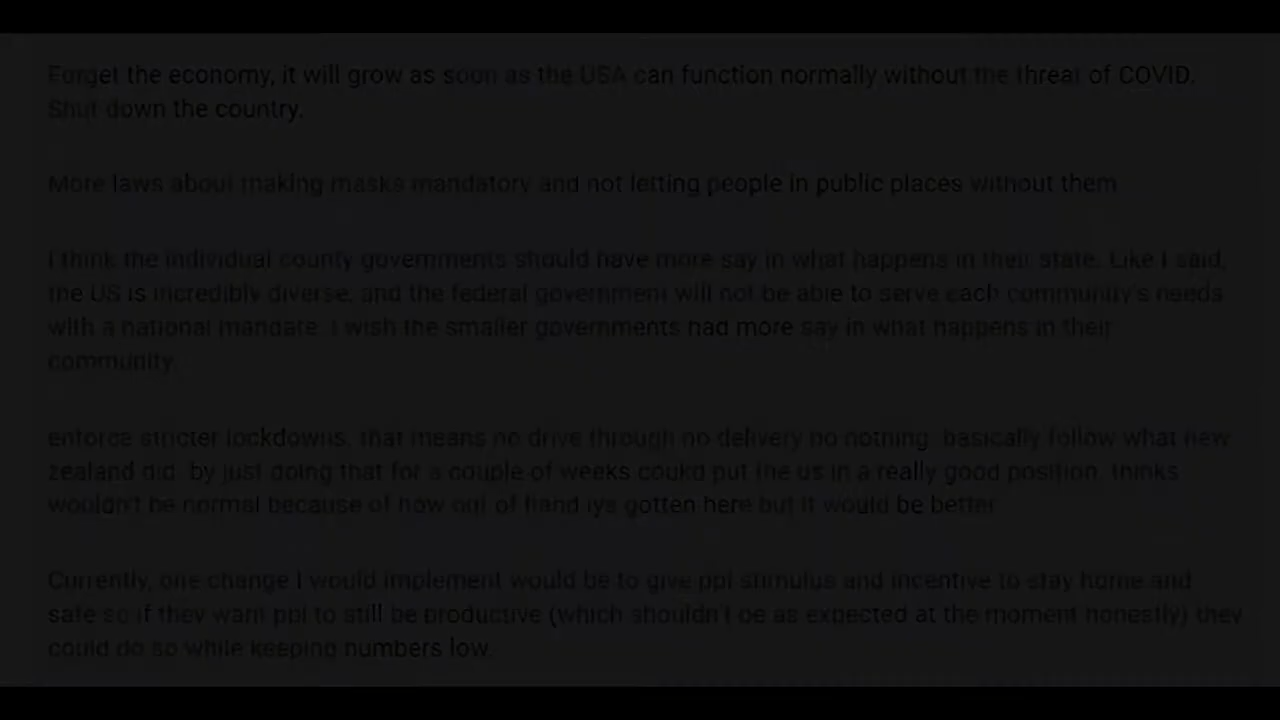 Forget the economy, it will grow as soon as the USA can function normally without the threat of COVID.
Shut down the country.
More laws about making masks mandatory and not letting people in public places without them
I think the individual county governments should have more say in what happens in their state. Like I said,
the US is incredibly diverse, and the federal government will not be able to serve each community's needs
with a national mandate. I wish the smaller governments had more say in what happens in their
community.
enforce stricter lockdowns. that means no drive through no delivery no nothing. basically follow what new
zealand did. by just doing that for a couple of weeks could put the us in a really good position. thinks
wouldn't be normal because of how out of hand iys gotten here but it would be better
Currently, one change I would implement would be to give ppl stimulus and incentive to stay home and
safe so if they want ppl to still be productive (which shouldn't be as expected at the moment honestly) they
could do so while keeping numbers low.